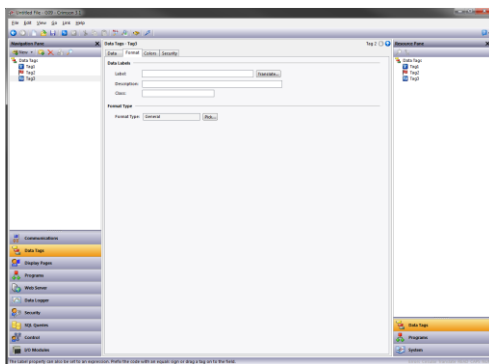 Untitled File - G09 - Crimson 3.1
File Edit View Go Link Help
Navigation Pane
Data Tags - Tag3
Tag 2
Resource Pane
New
Data Format Colors Security
Data Tags
Tag1
Tag2
Tag3
Data Labels
Label:
Translate...
Description:
Class:
Format Type
Format Type: General
Pick...
Data Tags
Tag1
Tag2
Tag3
Communications
Data Tags
Display Pages
Programs
Web Server
Data Logger
Security
SQL Queries
Control
I/O Modules
Data Tags
Programs
System
The Label property can also be set to an expression. Prefix the code with an equals sign or drag a tag on to the field.